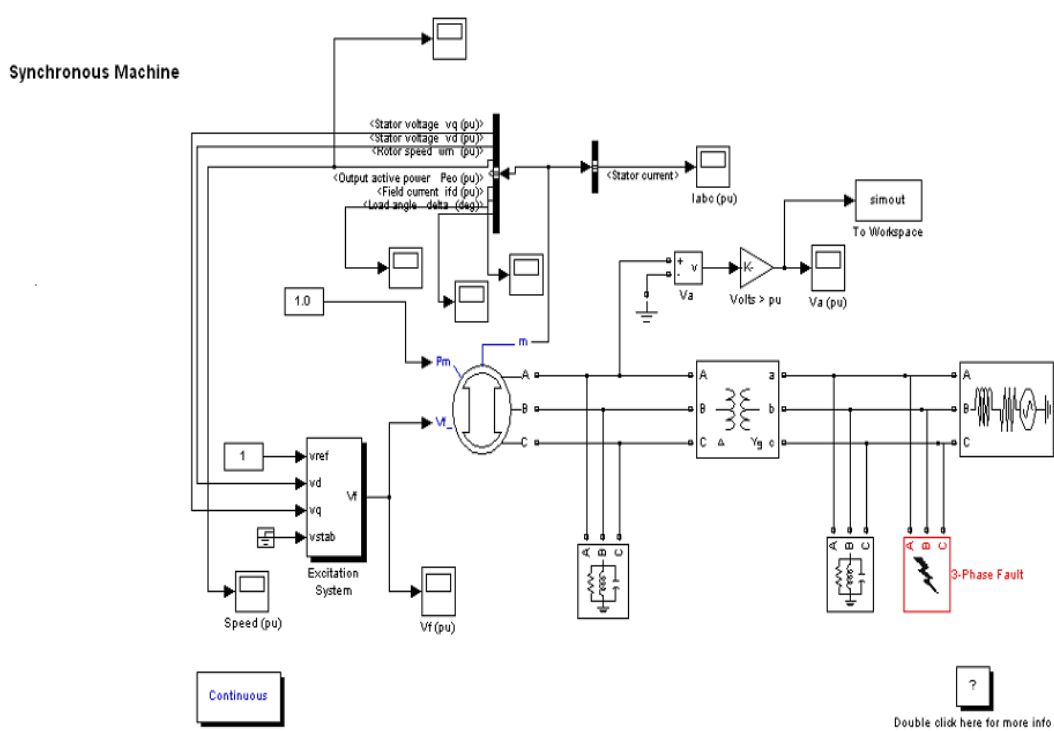 Synchronous Machine
<Stator voltage vq (pu)>
<Stator voltage vd (pu)>
<Rotor speed wm (pu)>
<Output active power Peo (pu)>
<Field current ifd (pu)>
<Load angle delta (deg)>
<Stator current>
Iabc (pu)
simout
To Workspace
+
-
v
Va
K-
Volts > pu
Va (pu)
1.0
m
Pm
Vf_
A
B
C
A
B
C
Δ
Yg
a
b
c
A
B
C
1
vref
vd
vq
vstab
Vf
Excitation
System
A B C
A B C
A B C
3-Phase Fault
Speed (pu)
Vf (pu)
Continuous
?
Double click here for more info